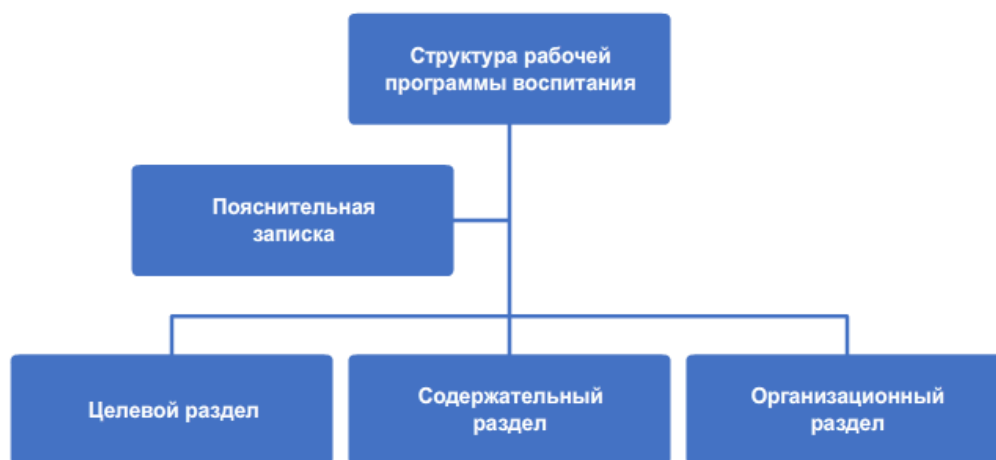 Структура рабочей
программы воспитания
Пояснительная
записка
Целевой раздел
Содержательный
раздел
Организационный
раздел